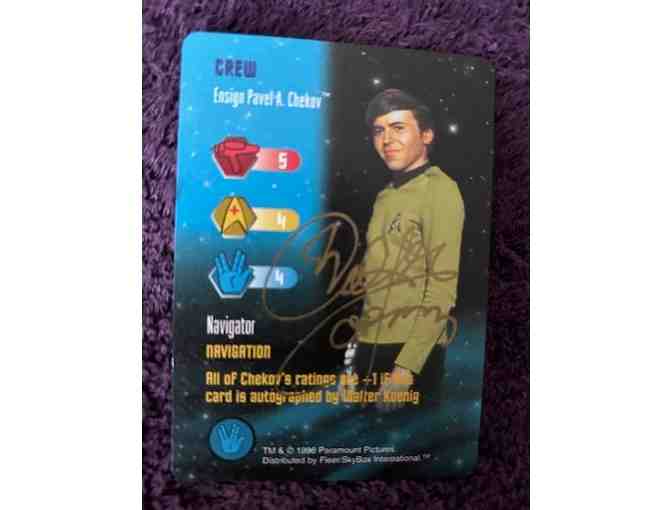 CREW
Ensign Pavel A. Chekov™
5
4
4
Navigator
NAVIGATION
All of Chekov's ratings are +1 if this
card is autographed by Walter Koenig
TM & © 1996 Paramount Pictures
Distributed by Fleer/SkyBox International.™